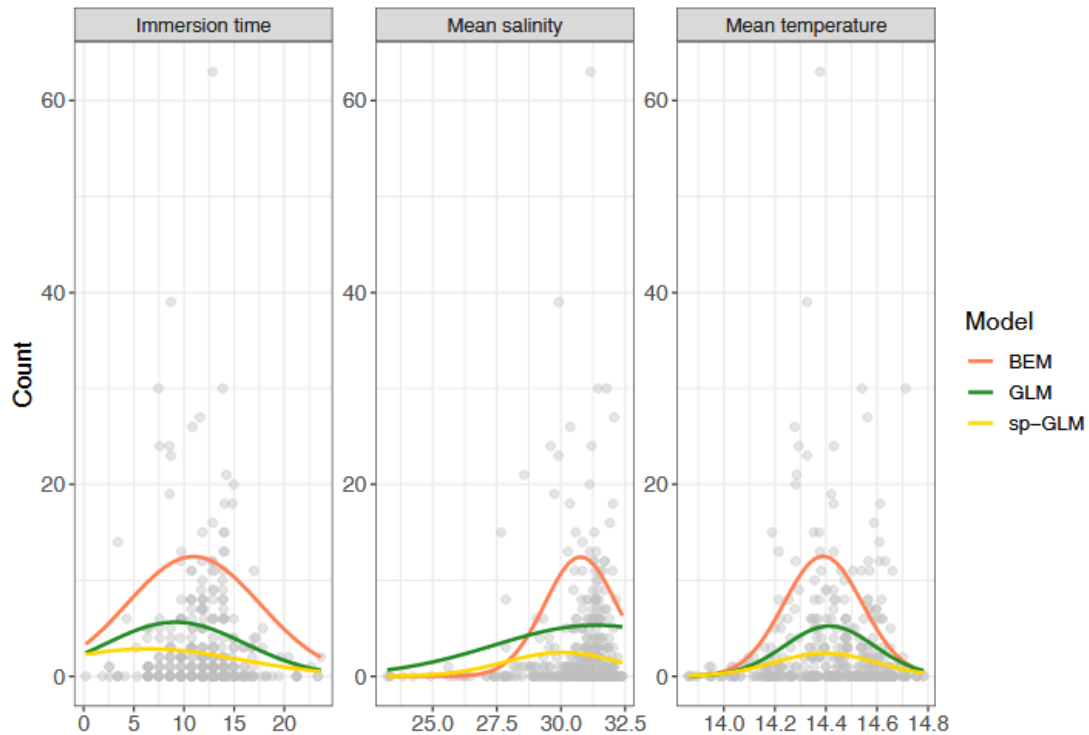 Immersion time
Mean salinity
Mean temperature
60
60
60
40
40
40
20
20
20
0
0
0
Count
0 5 10 15 20
25.0 27.5 30.0 32.5
14.0 14.2 14.4 14.6 14.8
Model
BEM
GLM
sp−GLM